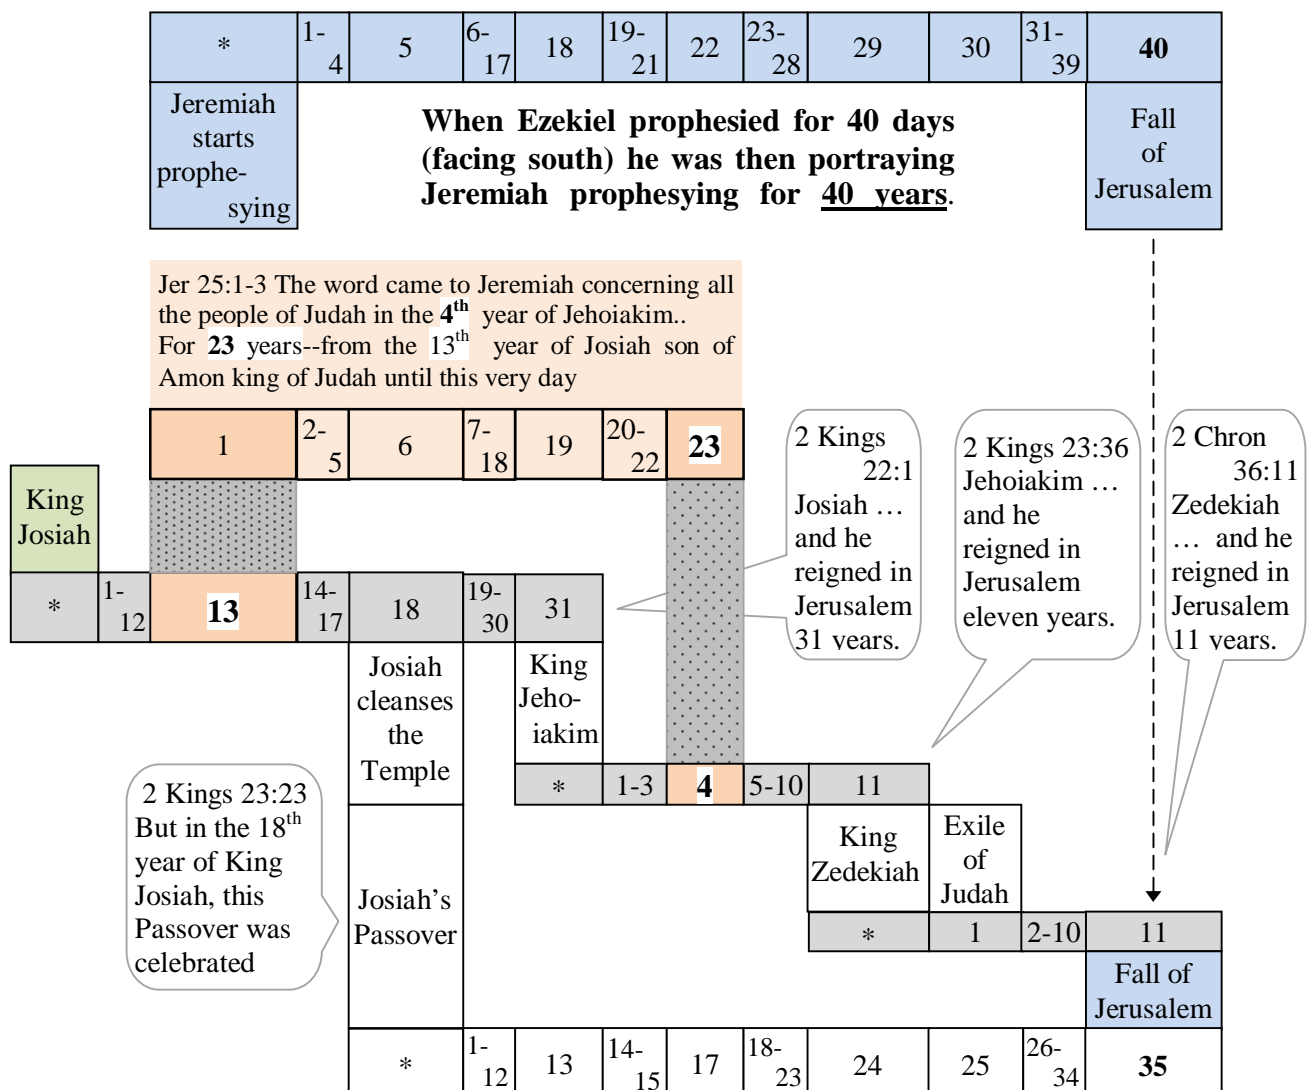 * 1-4 5 6-17 18 19-21 22 23-28 29 30 31-39 40
Jeremiah
starts
prophe-
sying
When Ezekiel prophesied for 40 days
(facing south) he was then portraying
Jeremiah prophesying for 40 years.
Fall
of
Jerusalem
Jer 25:1-3 The word came to Jeremiah concerning all
the people of Judah in the 4th year of Jehoiakim..
For 23 years--from the 13th year of Josiah son of
Amon king of Judah until this very day
1 2-5 6 7-18 19 20-22 23
2 Kings
22:1
Josiah …
and he
reigned in
Jerusalem
31 years.
2 Kings 23:36
Jehoiakim …
and he
reigned in
Jerusalem
eleven years.
2 Chron
36:11
Zedekiah
… and he
reigned in
Jerusalem
11 years.
King
Josiah
* 1-12 13 14-17 18 19-30 31
Josiah
cleanses
the
Temple
King
Jeho-
iakim
* 1-3 4 5-10 11
2 Kings 23:23
But in the 18th
year of King
Josiah, this
Passover was
celebrated
Josiah's
Passover
King
Zedekiah
Exile
of
Judah
* 1 2-10 11
Fall of
Jerusalem
* 1-12 13 14-15 17 18-23 24 25 26-34 35